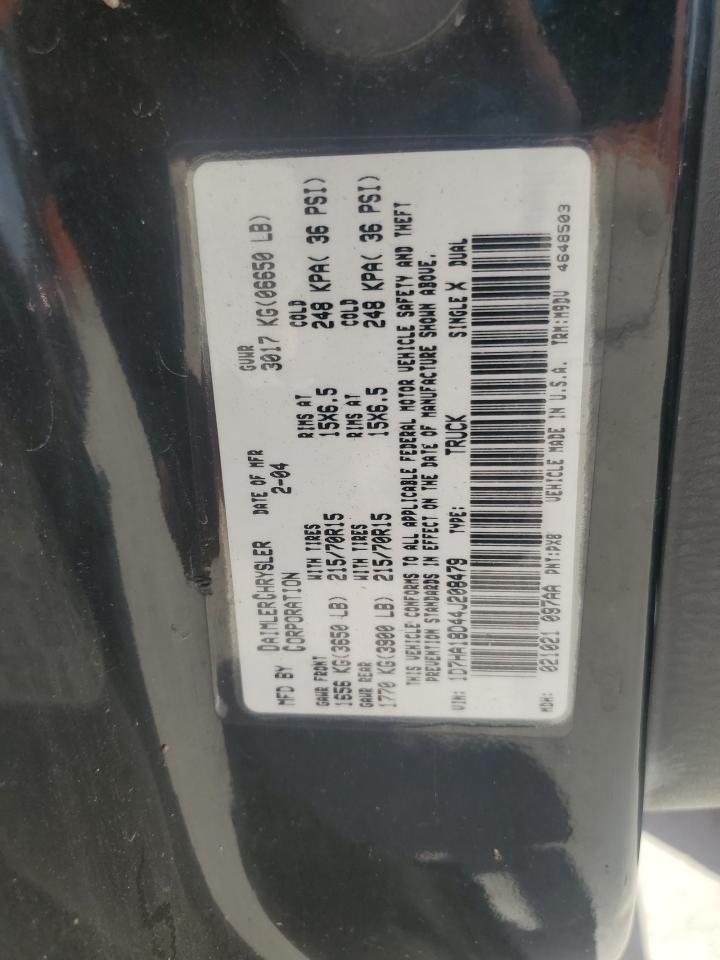 MFD BY DAIMLERCHRYSLER CORPORATION DATE OF MFR 2-04 GVWR 3017 KG(06650 LB)
GAWR FRONT WITH TIRES RIMS AT COLD
1656 KG(3650 LB) 215/70R15 15X6.5 248 KPA( 36 PSI)
GAWR REAR WITH TIRES RIMS AT COLD
1770 KG(3900 LB) 215/70R15 15X6.5 248 KPA( 36 PSI)
THIS VEHICLE CONFORMS TO ALL APPLICABLE FEDERAL MOTOR VEHICLE SAFETY AND THEFT
PREVENTION STANDARDS IN EFFECT ON THE DATE OF MANUFACTURE SHOWN ABOVE.
VIN: 1D7HA18D44J208479 TYPE: TRUCK SINGLE X DUAL
MDH: 021021 097AA PNT:PX8 VEHICLE MADE IN U.S.A. TRM:M9DV 4648503